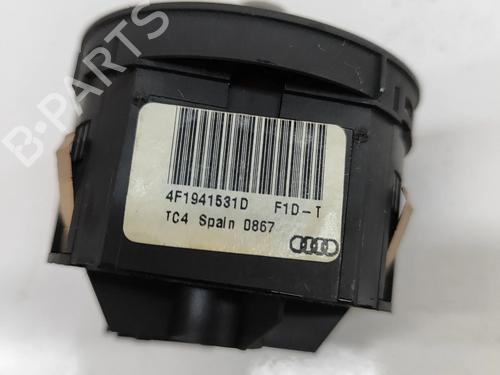 B-PARTS
4F1941531D F1D-T
TC4 Spain 0867